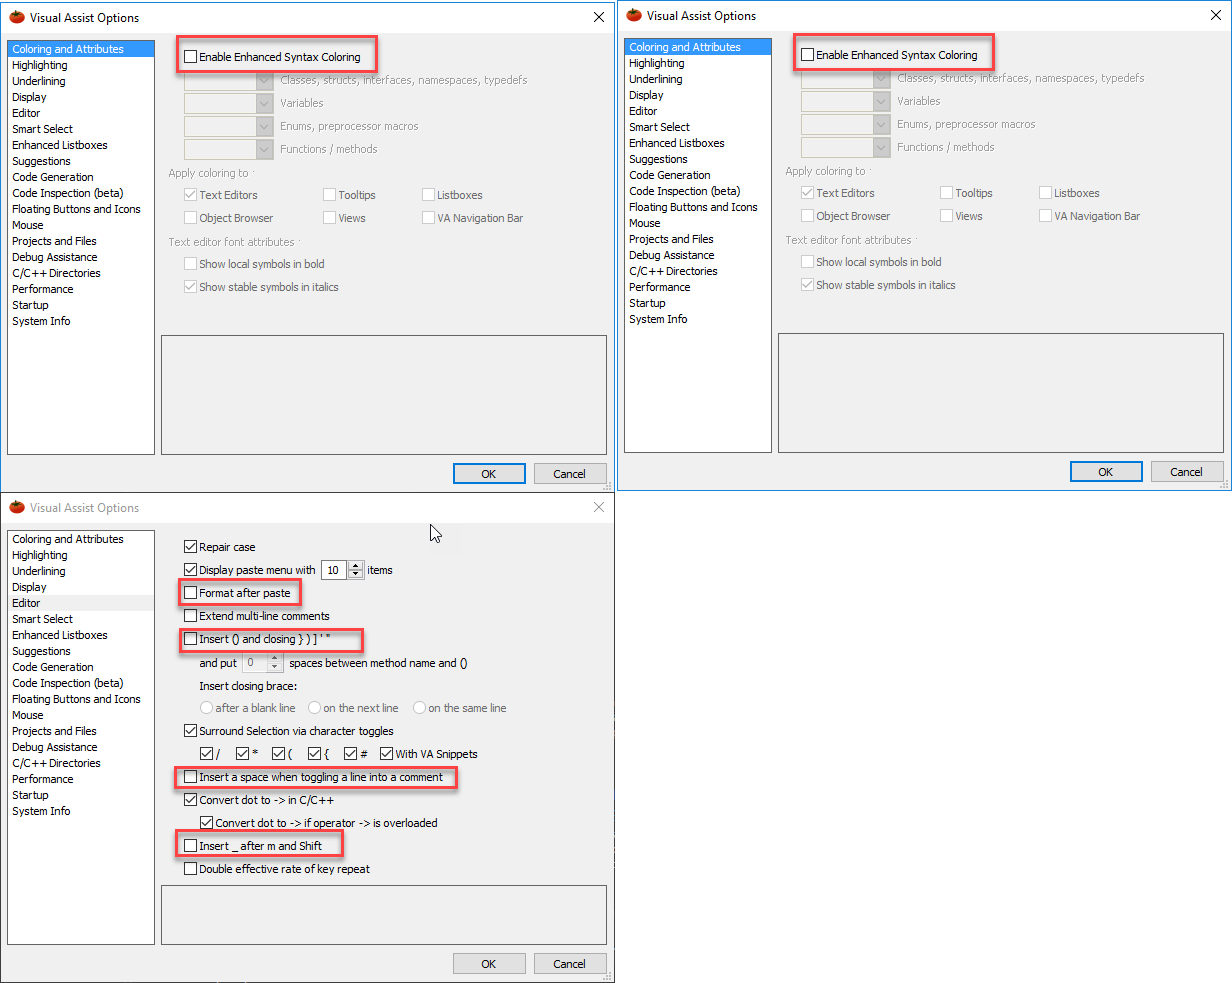 Visual Assist Options
Coloring and Attributes
Highlighting
Underlining
Display
Editor
Smart Select
Enhanced Listboxes
Suggestions
Code Generation
Code Inspection (beta)
Floating Buttons and Icons
Mouse
Projects and Files
Debug Assistance
C/C++ Directories
Performance
Startup
System Info
Enable Enhanced Syntax Coloring
Classes, structs, interfaces, namespaces, typedefs
Variables
Enums, preprocessor macros
Functions / methods
Apply coloring to
Text Editors Tooltips Listboxes
Object Browser Views VA Navigation Bar
Text editor font attributes
Show local symbols in bold
Show stable symbols in italics
OK Cancel
Visual Assist Options
Coloring and Attributes
Highlighting
Underlining
Display
Editor
Smart Select
Enhanced Listboxes
Suggestions
Code Generation
Code Inspection (beta)
Floating Buttons and Icons
Mouse
Projects and Files
Debug Assistance
C/C++ Directories
Performance
Startup
System Info
Enable Enhanced Syntax Coloring
Classes, structs, interfaces, namespaces, typedefs
Variables
Enums, preprocessor macros
Functions / methods
Apply coloring to
Text Editors Tooltips Listboxes
Object Browser Views VA Navigation Bar
Text editor font attributes
Show local symbols in bold
Show stable symbols in italics
OK Cancel
Visual Assist Options
Coloring and Attributes
Highlighting
Underlining
Display
Editor
Smart Select
Enhanced Listboxes
Suggestions
Code Generation
Code Inspection (beta)
Floating Buttons and Icons
Mouse
Projects and Files
Debug Assistance
C/C++ Directories
Performance
Startup
System Info
Repair case
Display paste menu with 10 items
Format after paste
Extend multi-line comments
Insert () and closing } ) ] ' "
and put 0 spaces between method name and ()
Insert closing brace:
after a blank line on the next line on the same line
Surround Selection via character toggles
/ * ( { # With VA Snippets
Insert a space when toggling a line into a comment
Convert dot to -> in C/C++
Convert dot to -> if operator -> is overloaded
Insert _ after m and Shift
Double effective rate of key repeat
OK Cancel